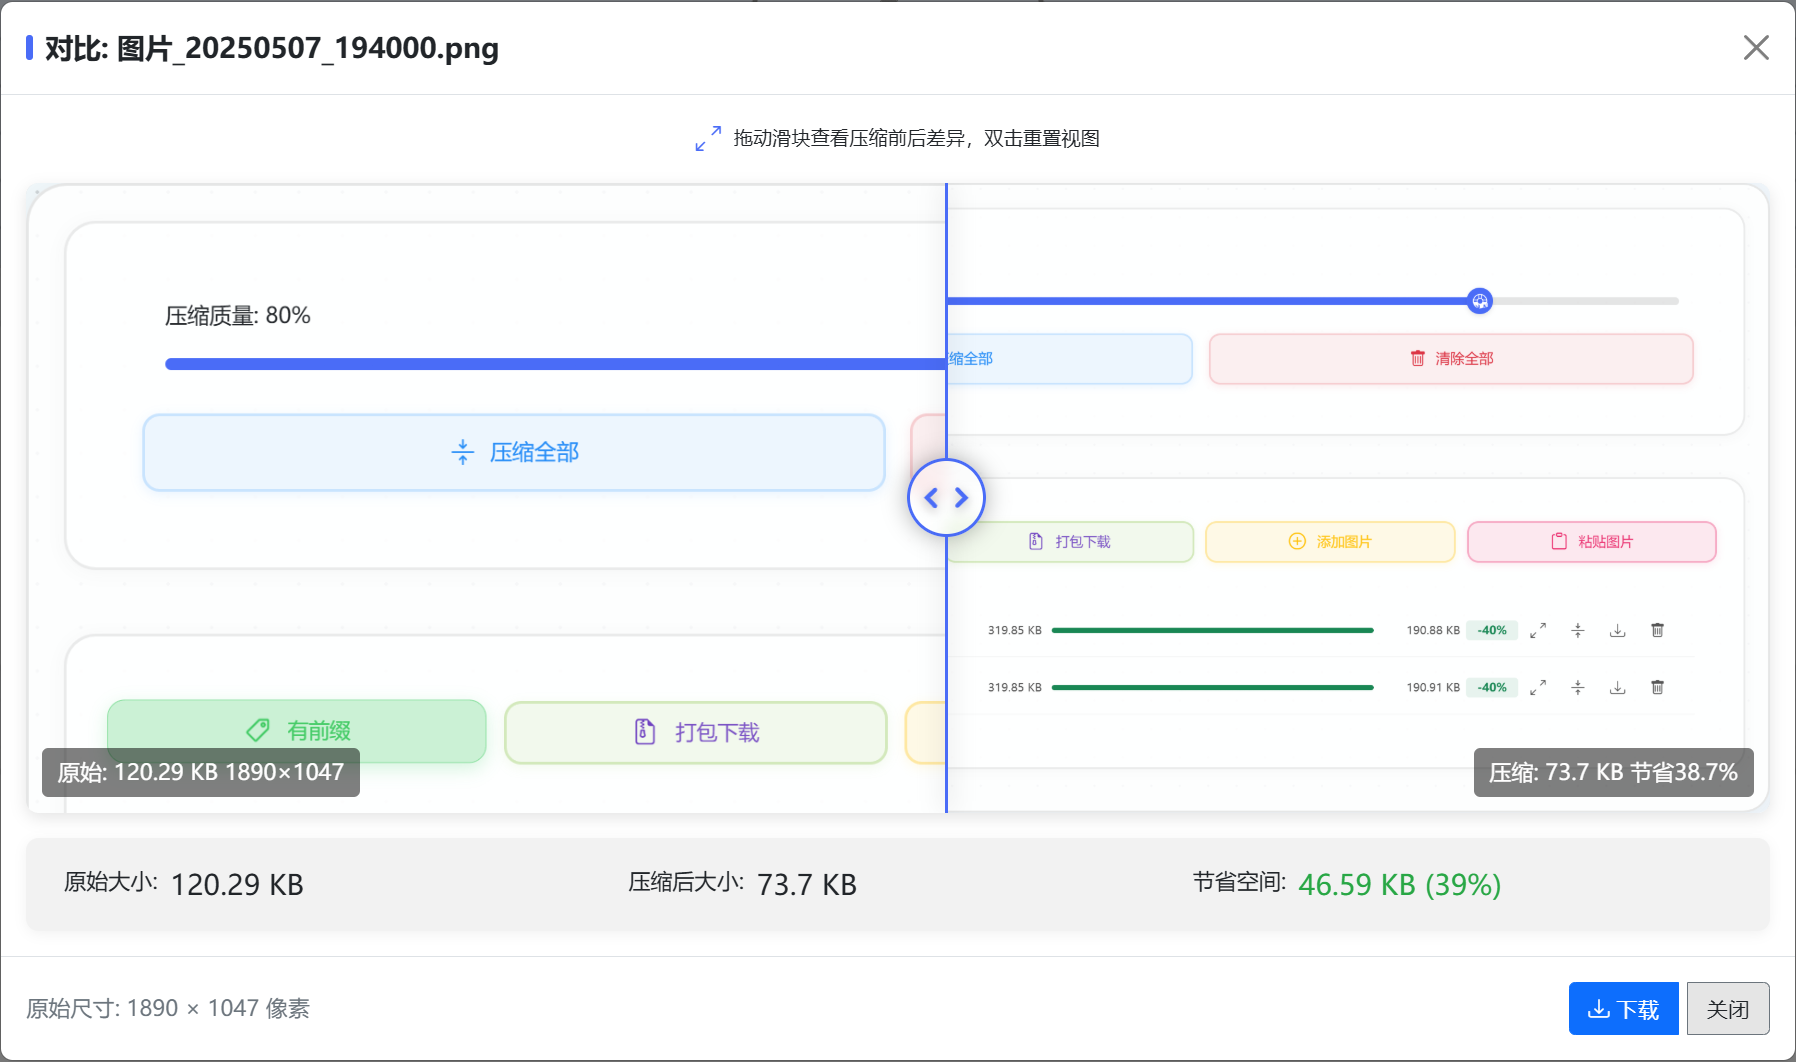 对比: 图片_20250507_194000.png
拖动滑块查看压缩前后差异，双击重置视图
压缩质量: 80%
缩全部
清除全部
压缩全部
打包下载
添加图片
粘贴图片
319.85 KB
190.88 KB
-40%
319.85 KB
190.91 KB
-40%
有前缀
打包下载
原始: 120.29 KB 1890×1047
压缩: 73.7 KB 节省38.7%
原始大小: 120.29 KB
压缩后大小: 73.7 KB
节省空间: 46.59 KB (39%)
原始尺寸: 1890 × 1047 像素
下载
关闭